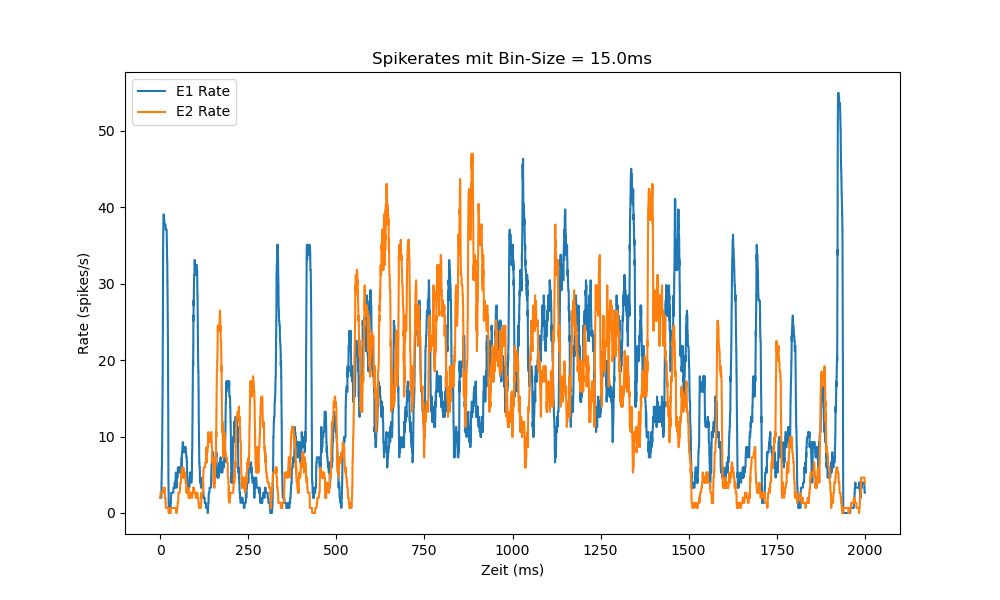 Spikerates mit Bin-Size = 15.0ms
E1 Rate
E2 Rate
Rate (spikes/s)
50
40
30
20
10
0
0 250 500 750 1000 1250 1500 1750 2000
Zeit (ms)